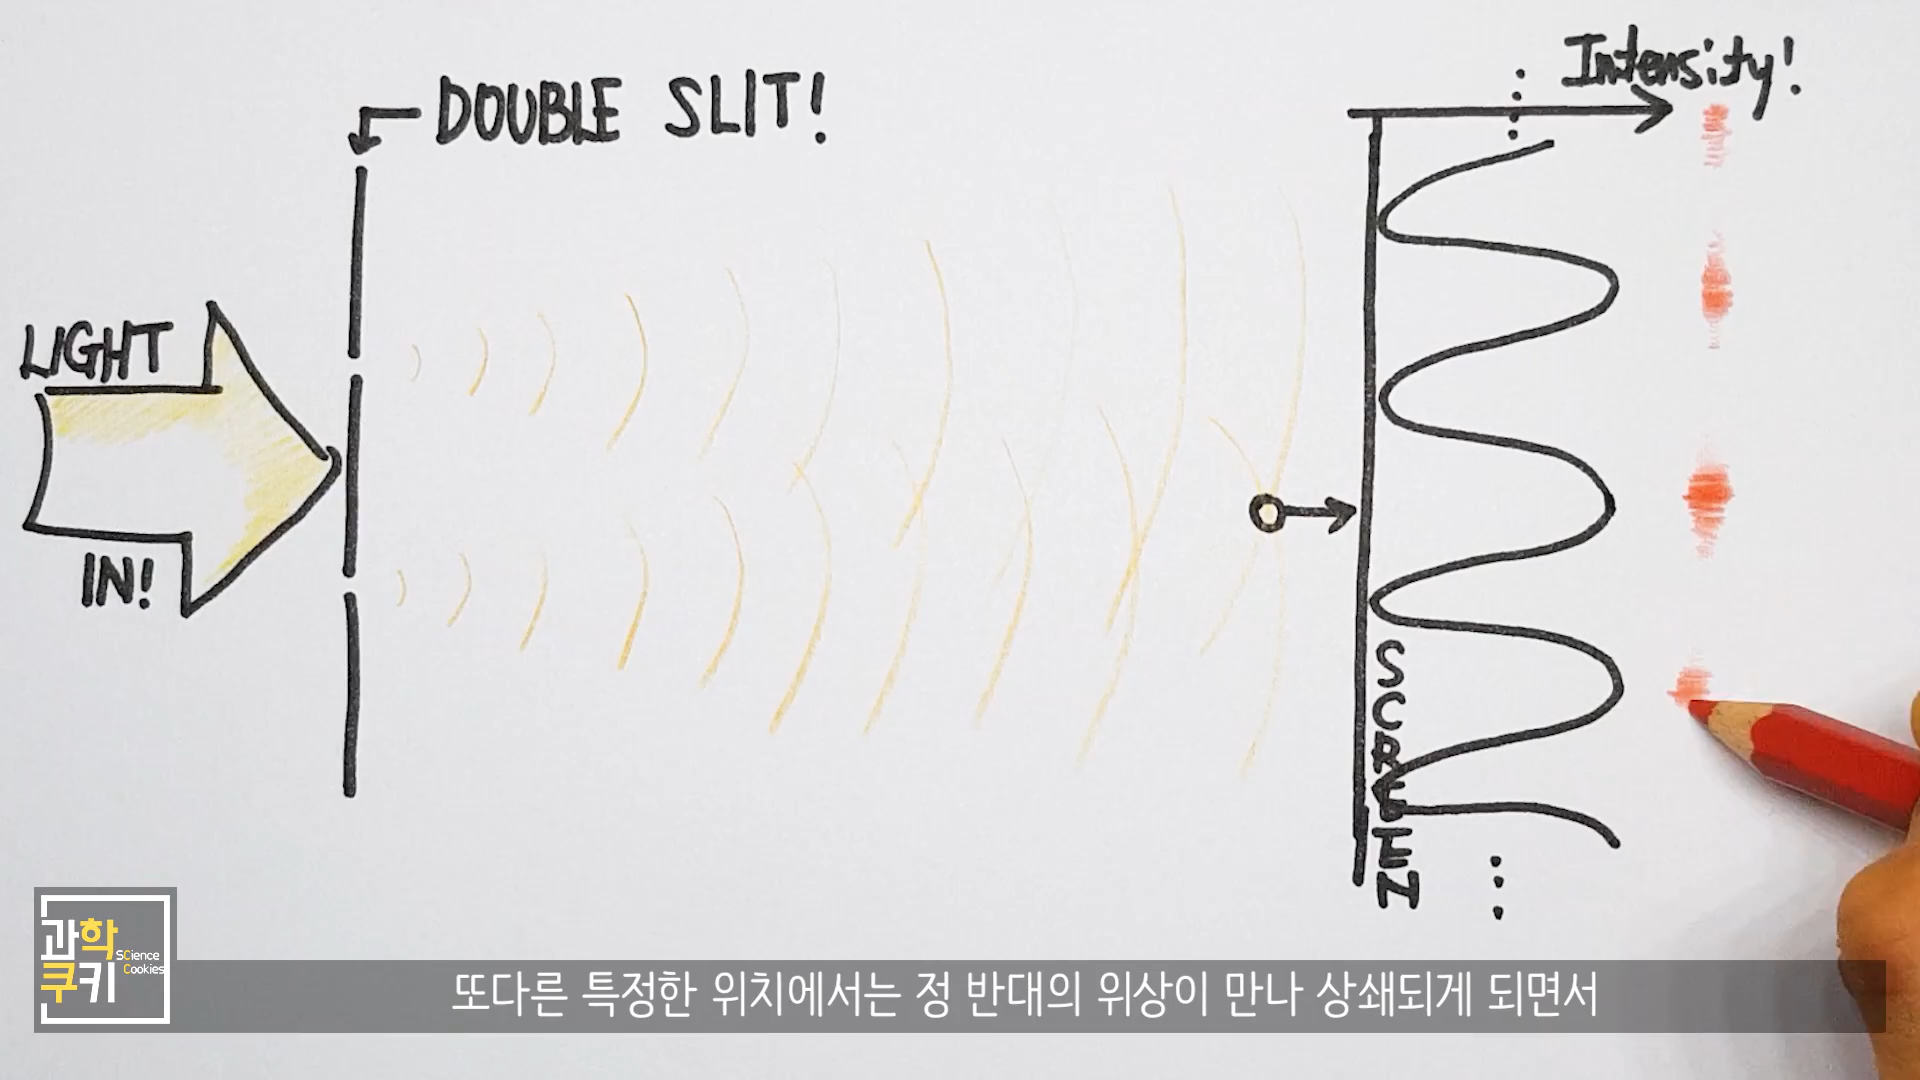 DOUBLE SLIT!
Intensity!
LIGHT
IN!
SCREEN
과학
쿠키
SCience
Cookies
또다른 특정한 위치에서는 정 반대의 위상이 만나 상쇄되게 되면서